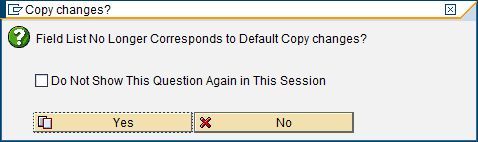 Copy changes?
Field List No Longer Corresponds to Default Copy changes?
Do Not Show This Question Again in This Session
Yes No